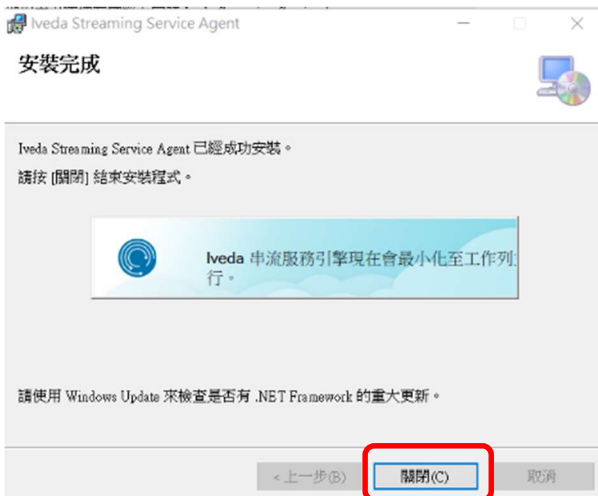 Iveda Streaming Service Agent
安裝完成
Iveda Streaming Service Agent 已經成功安裝。
請按 [關閉] 結束安裝程式。
Iveda 串流服務引擎現在會最小化至工作列
行。
請使用 Windows Update 來檢查是否有 .NET Framework 的重大更新。
<上一步(B)
關閉(C)
取消